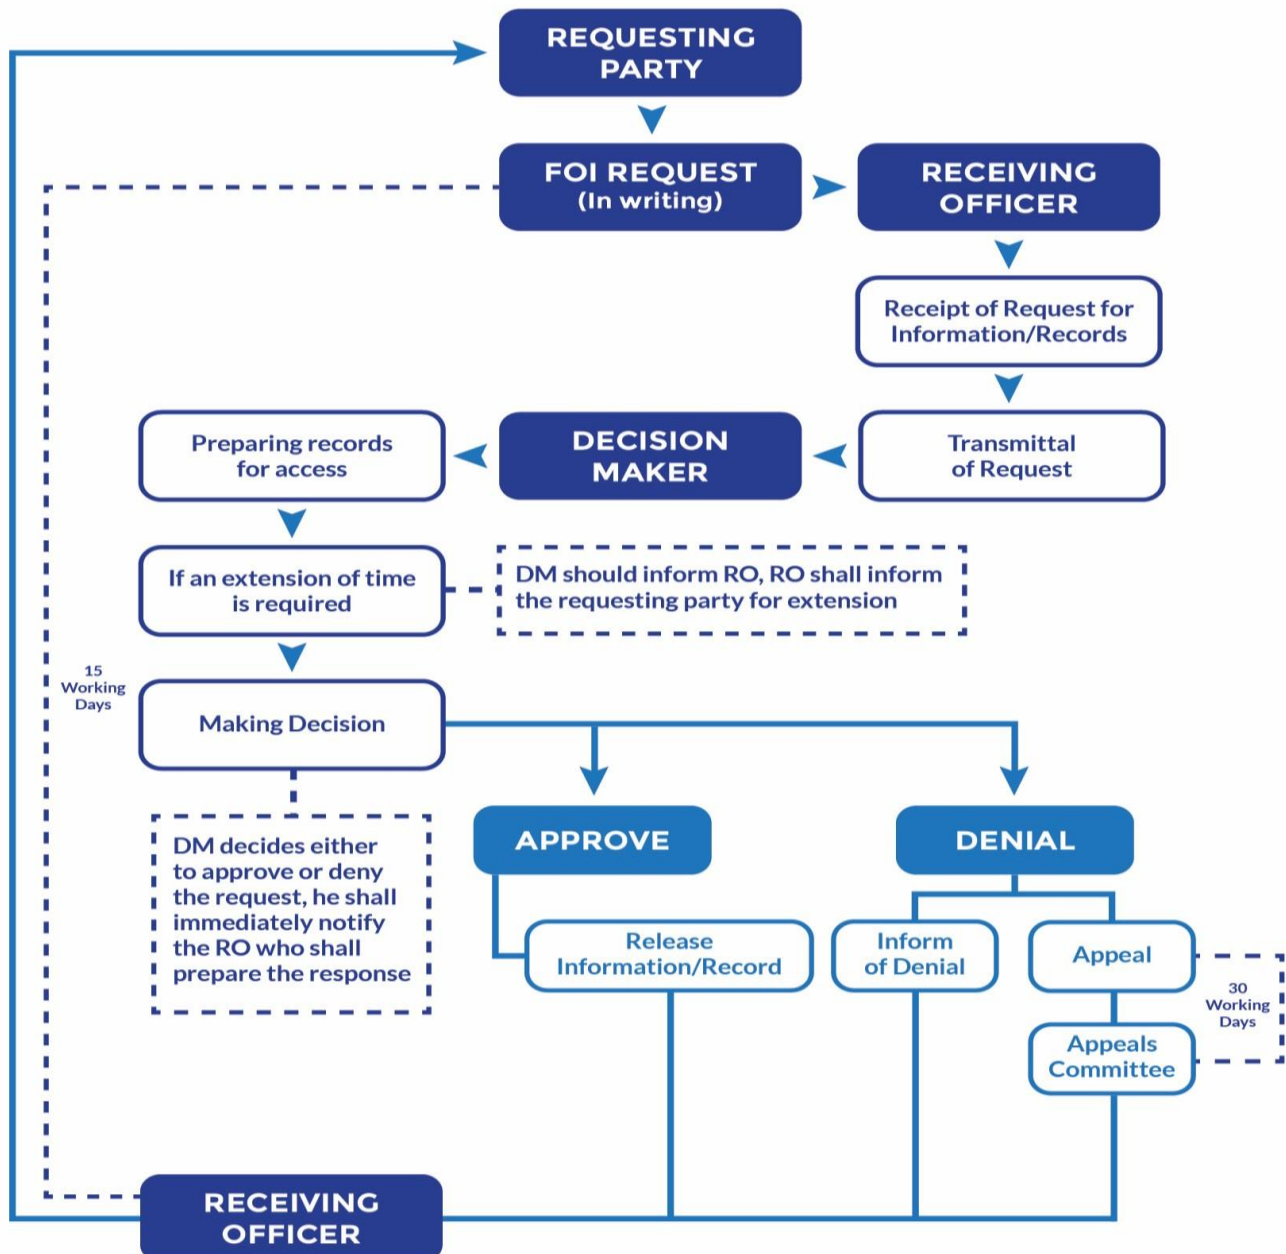 REQUESTING
PARTY
FOI REQUEST
(In writing)
RECEIVING
OFFICER
Receipt of Request for
Information/Records
Transmittal
of Request
DECISION
MAKER
Preparing records
for access
If an extension of time
is required
DM should inform RO, RO shall inform
the requesting party for extension
15
Working
Days
Making Decision
DM decides either
to approve or deny
the request, he shall
immediately notify
the RO who shall
prepare the response
APPROVE
DENIAL
Release
Information/Record
Inform
of Denial
Appeal
30
Working
Days
Appeals
Committee
RECEIVING
OFFICER